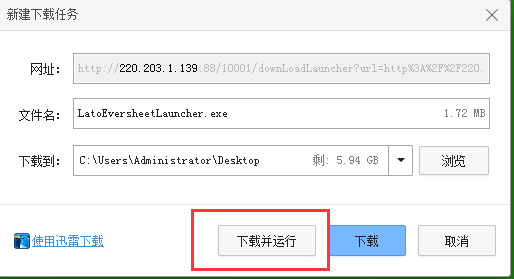 新建下载任务
网址： http://220.203.1.139:88/10001/downLoadLauncher?url=http%3A%2F%2F220.
文件名： LatoEversheetLauncher.exe 1.72 MB
下载到： C:\Users\Administrator\Desktop 剩: 5.94 GB 浏览
使用迅雷下载 下载并运行 下载 取消